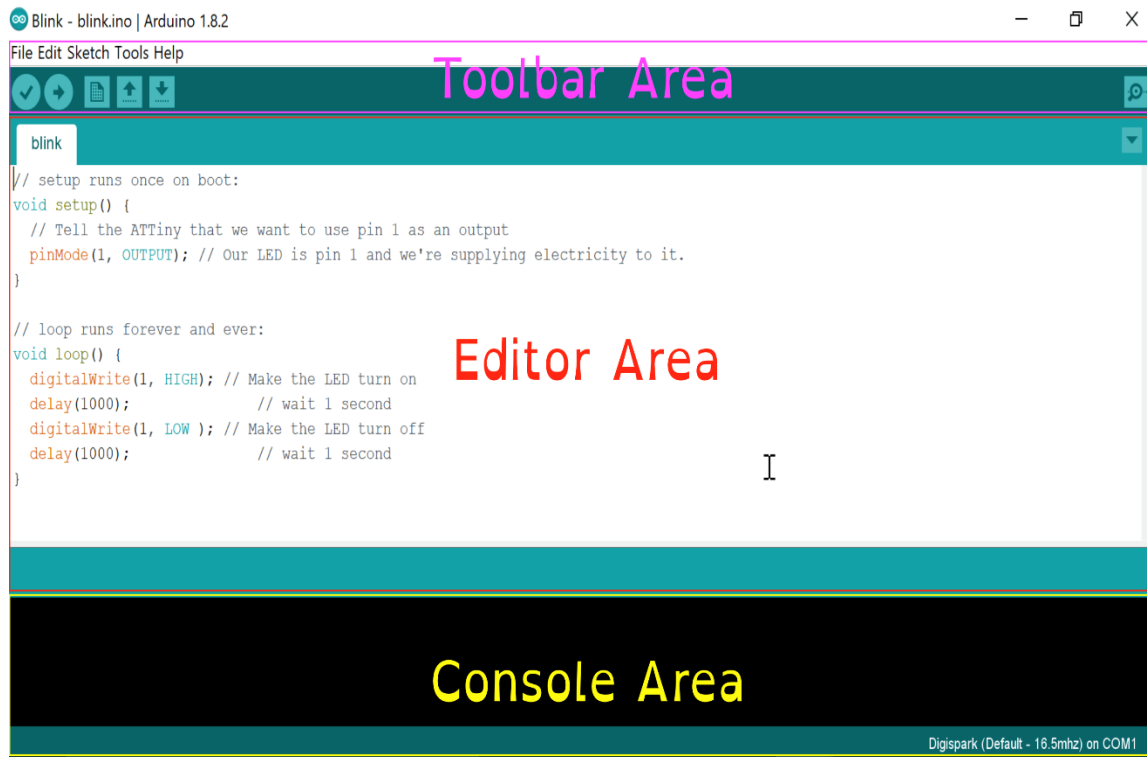 Blink - blink.ino | Arduino 1.8.2
File Edit Sketch Tools Help
Toolbar Area
blink
// setup runs once on boot:
void setup() {
  // Tell the ATTiny that we want to use pin 1 as an output
  pinMode(1, OUTPUT); // Our LED is pin 1 and we're supplying electricity to it.
}
// loop runs forever and ever:
void loop() {
  digitalWrite(1, HIGH); // Make the LED turn on
  delay(1000);               // wait 1 second
  digitalWrite(1, LOW ); // Make the LED turn off
  delay(1000);               // wait 1 second
}
Editor Area
Console Area
Digispark (Default - 16.5mhz) on COM1